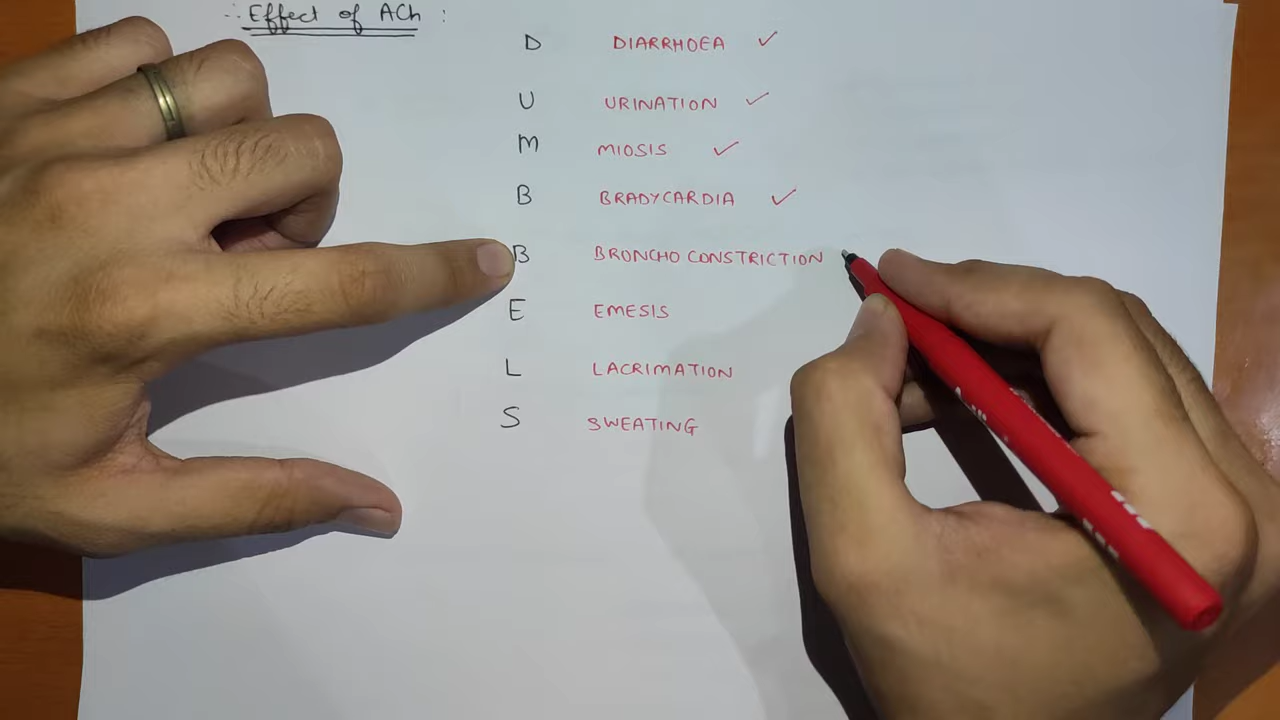 ∴ Effect of ACh :
D DIARRHOEA ✓
U URINATION ✓
M MIOSIS ✓
B BRADYCARDIA ✓
B BRONCHO CONSTRICTION
E EMESIS
L LACRIMATION
S SWEATING